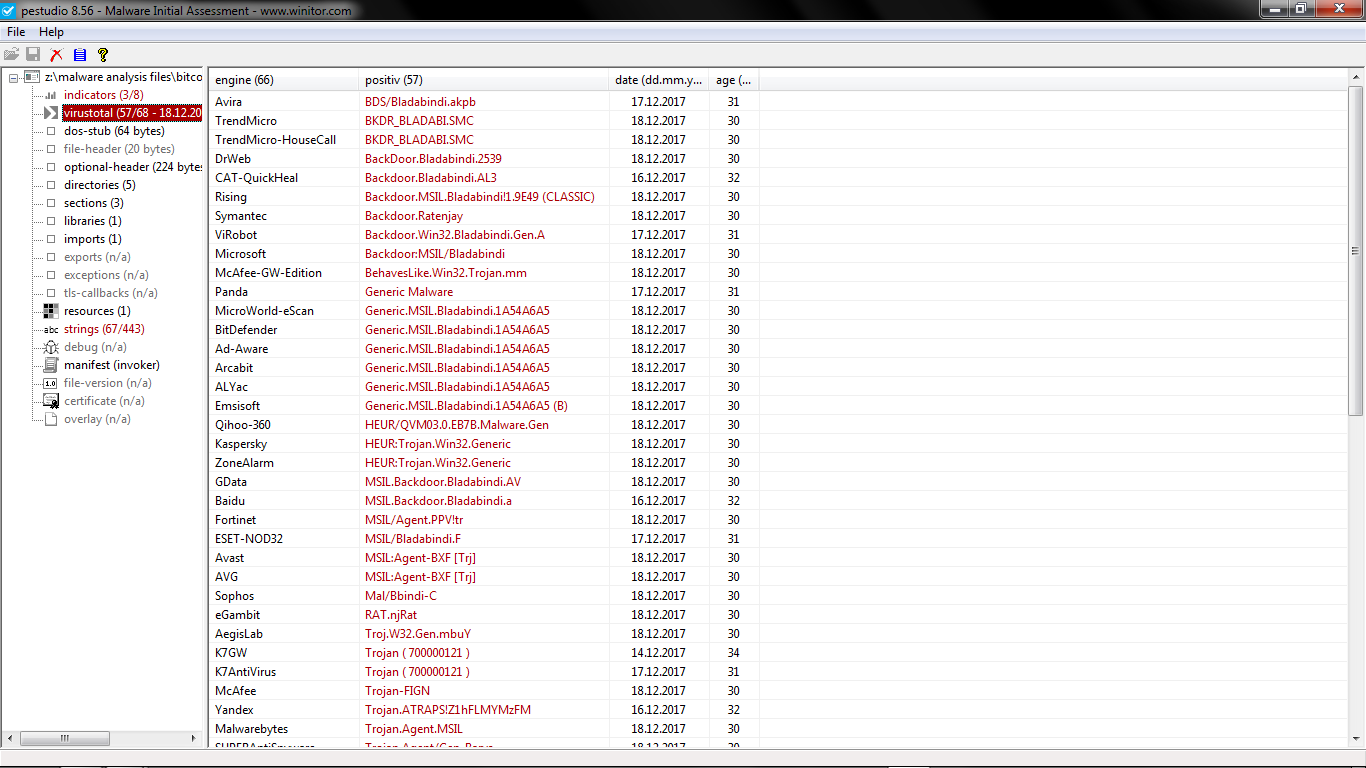 pestudio 8.56 - Malware Initial Assessment - www.winitor.com
File Help
z:\malware analysis files\bitco
indicators (3/8)
virustotal (57/68 - 18.12.20
dos-stub (64 bytes)
file-header (20 bytes)
optional-header (224 bytes
directories (5)
sections (3)
libraries (1)
imports (1)
exports (n/a)
exceptions (n/a)
tls-callbacks (n/a)
resources (1)
abc strings (67/443)
debug (n/a)
manifest (invoker)
1.0 file-version (n/a)
certificate (n/a)
overlay (n/a)
engine (66) positiv (57) date (dd.mm.y... age (...
Avira BDS/Bladabindi.akpb 17.12.2017 31
TrendMicro BKDR_BLADABI.SMC 18.12.2017 30
TrendMicro-HouseCall BKDR_BLADABI.SMC 18.12.2017 30
DrWeb BackDoor.Bladabindi.2539 18.12.2017 30
CAT-QuickHeal Backdoor.Bladabindi.AL3 16.12.2017 32
Rising Backdoor.MSIL.Bladabindi!1.9E49 (CLASSIC) 18.12.2017 30
Symantec Backdoor.Ratenjay 18.12.2017 30
ViRobot Backdoor.Win32.Bladabindi.Gen.A 17.12.2017 31
Microsoft Backdoor:MSIL/Bladabindi 18.12.2017 30
McAfee-GW-Edition BehavesLike.Win32.Trojan.mm 18.12.2017 30
Panda Generic Malware 17.12.2017 31
MicroWorld-eScan Generic.MSIL.Bladabindi.1A54A6A5 18.12.2017 30
BitDefender Generic.MSIL.Bladabindi.1A54A6A5 18.12.2017 30
Ad-Aware Generic.MSIL.Bladabindi.1A54A6A5 18.12.2017 30
Arcabit Generic.MSIL.Bladabindi.1A54A6A5 18.12.2017 30
ALYac Generic.MSIL.Bladabindi.1A54A6A5 18.12.2017 30
Emsisoft Generic.MSIL.Bladabindi.1A54A6A5 (B) 18.12.2017 30
Qihoo-360 HEUR/QVM03.0.EB7B.Malware.Gen 18.12.2017 30
Kaspersky HEUR:Trojan.Win32.Generic 18.12.2017 30
ZoneAlarm HEUR:Trojan.Win32.Generic 18.12.2017 30
GData MSIL.Backdoor.Bladabindi.AV 18.12.2017 30
Baidu MSIL.Backdoor.Bladabindi.a 16.12.2017 32
Fortinet MSIL/Agent.PPV!tr 18.12.2017 30
ESET-NOD32 MSIL/Bladabindi.F 17.12.2017 31
Avast MSIL:Agent-BXF [Trj] 18.12.2017 30
AVG MSIL:Agent-BXF [Trj] 18.12.2017 30
Sophos Mal/Bbindi-C 18.12.2017 30
eGambit RAT.njRat 18.12.2017 30
AegisLab Troj.W32.Gen.mbuY 18.12.2017 30
K7GW Trojan ( 700000121 ) 14.12.2017 34
K7AntiVirus Trojan ( 700000121 ) 17.12.2017 31
McAfee Trojan-FIGN 18.12.2017 30
Yandex Trojan.ATRAPS!Z1hFLMYMzFM 16.12.2017 32
Malwarebytes Trojan.Agent.MSIL 18.12.2017 30